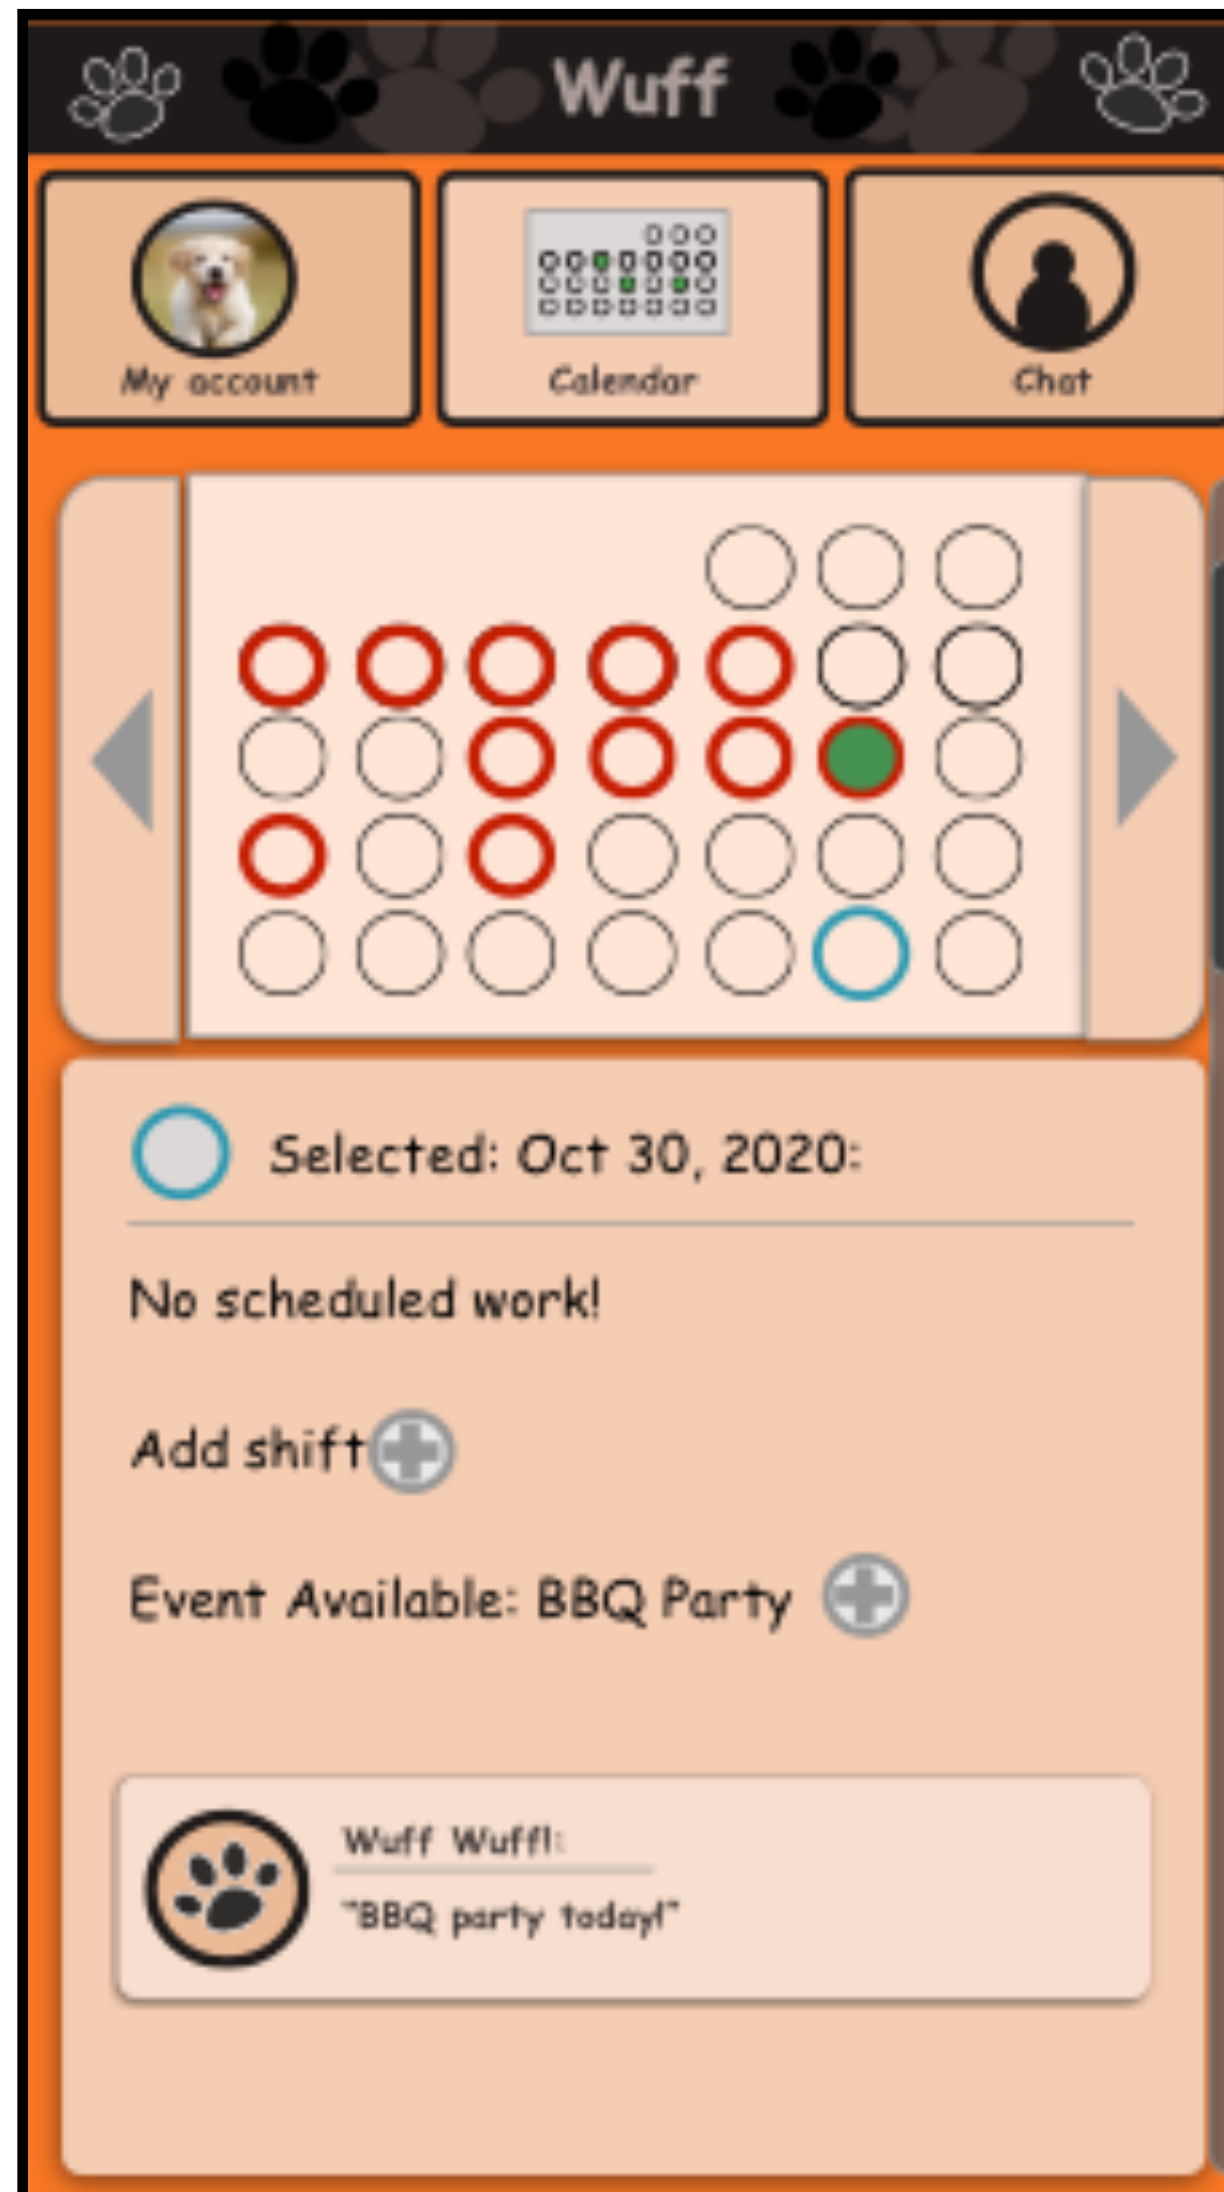 Wuff
My account
Calendar
Chat
Selected: Oct 30, 2020:
No scheduled work!
Add shift
Event Available: BBQ Party
Wuff Wuff!:
"BBQ party today!"